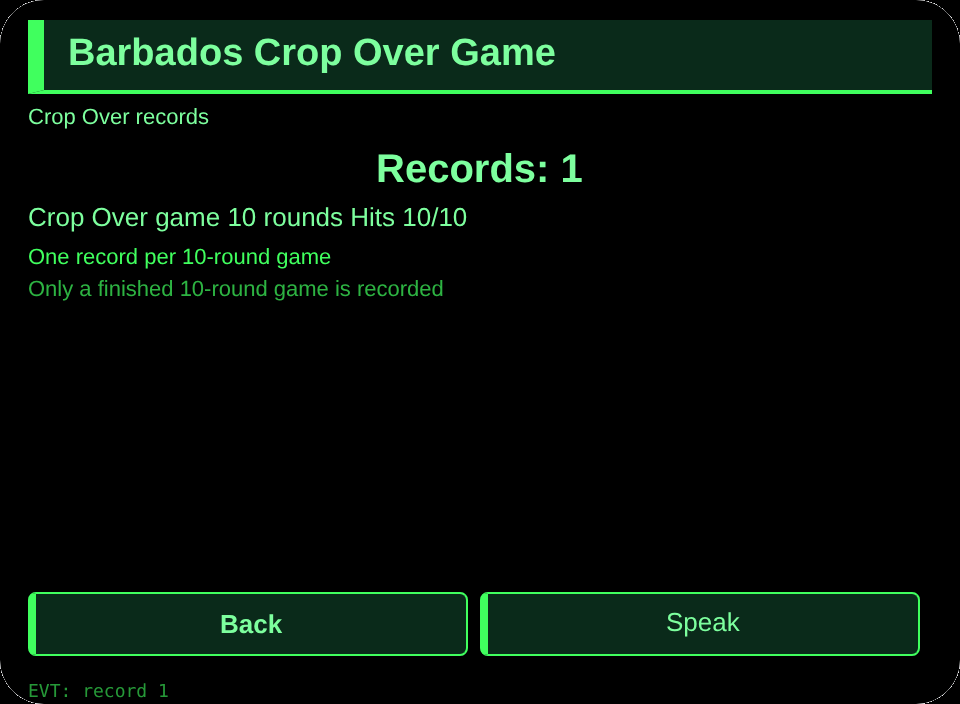 Barbados Crop Over Game
Crop Over records
Records: 1
Crop Over game 10 rounds Hits 10/10
One record per 10-round game
Only a finished 10-round game is recorded
Back
Speak
EVT: record 1